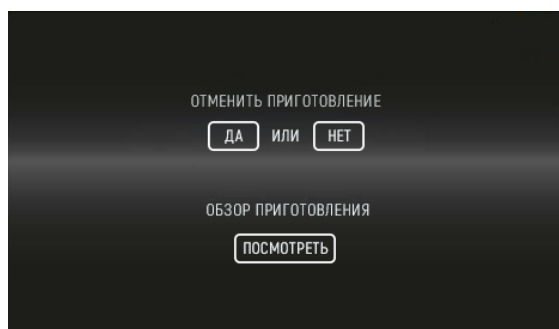 ОТМЕНИТЬ ПРИГОТОВЛЕНИЕ
ДА ИЛИ НЕТ
ОБЗОР ПРИГОТОВЛЕНИЯ
ПОСМОТРЕТЬ